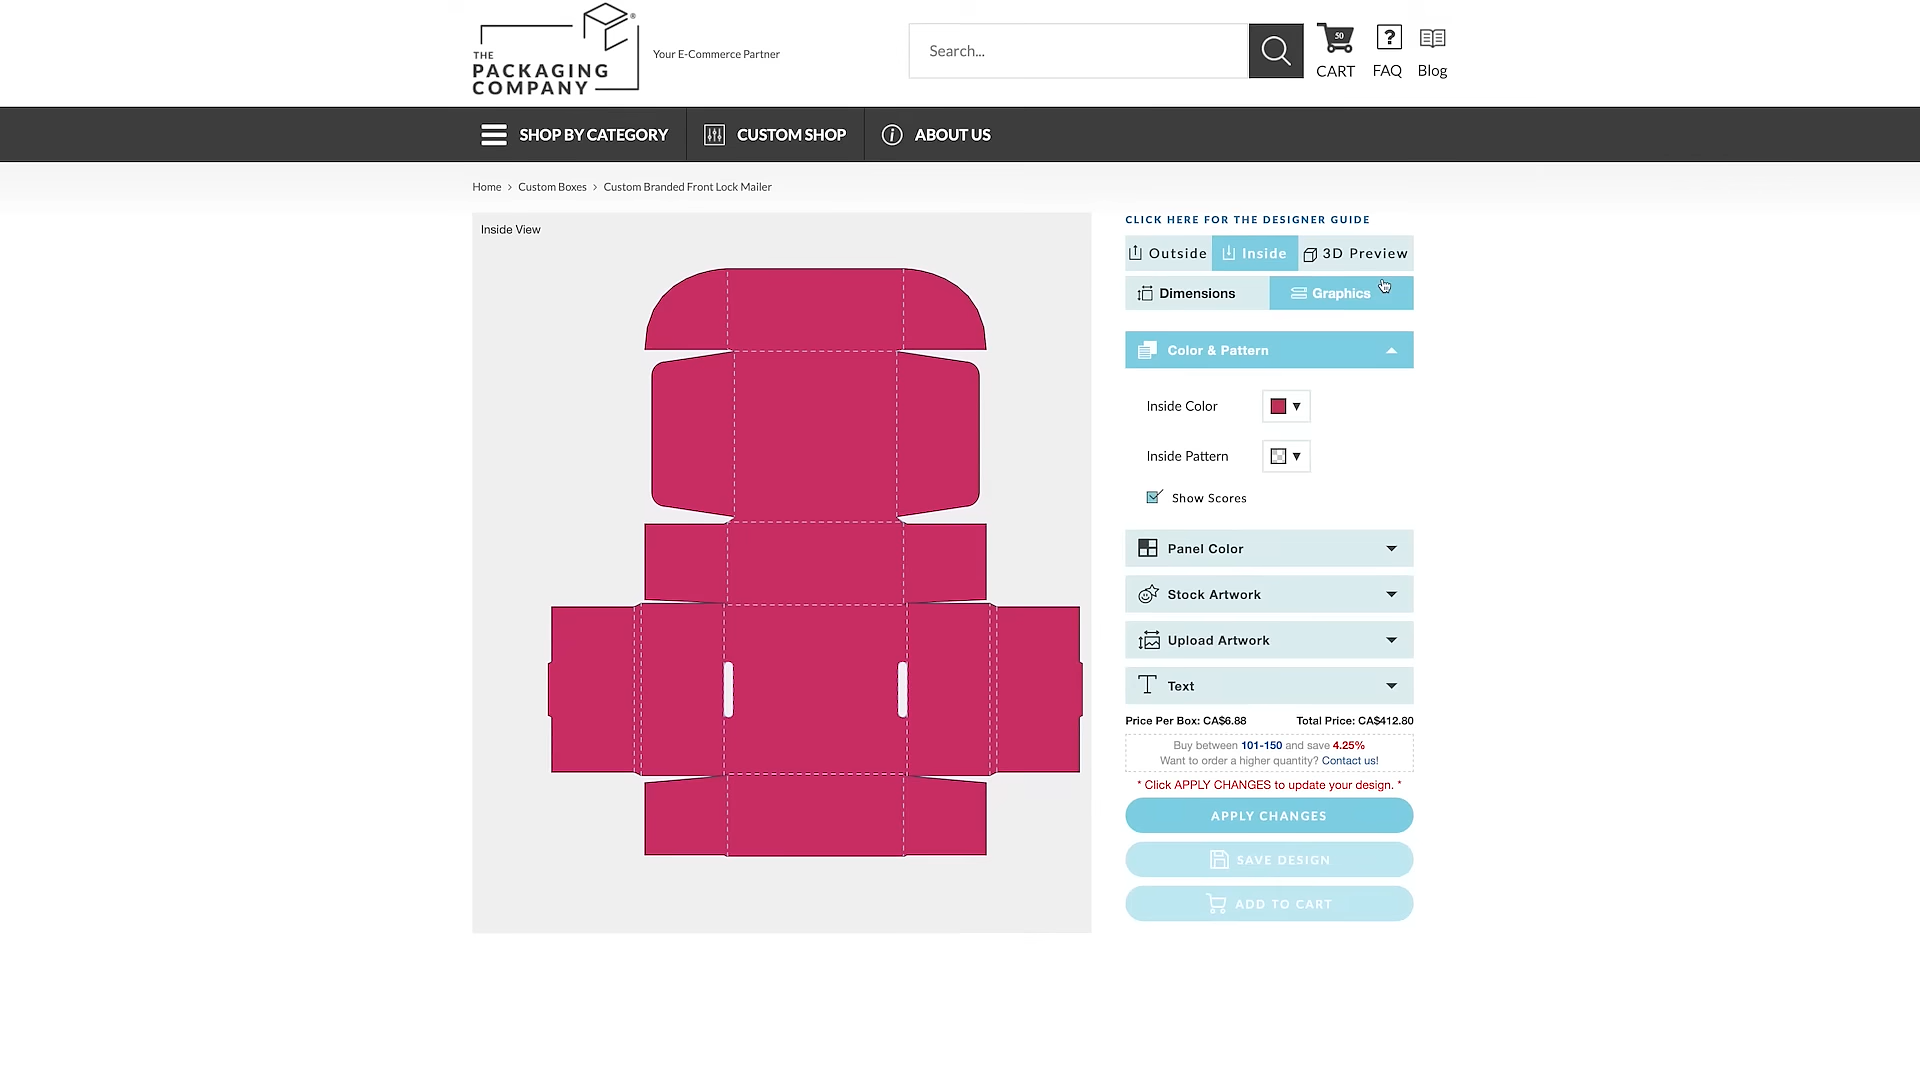 THE
PACKAGING
COMPANY
®
Your E-Commerce Partner
Search...
50
CART
?
FAQ
Blog
SHOP BY CATEGORY
CUSTOM SHOP
i
ABOUT US
Home > Custom Boxes > Custom Branded Front Lock Mailer
Inside View
CLICK HERE FOR THE DESIGNER GUIDE
Outside
Inside
3D Preview
Dimensions
Graphics
Color & Pattern
Inside Color
Inside Pattern
Show Scores
Panel Color
Stock Artwork
Upload Artwork
Text
Price Per Box: CA$6.88 Total Price: CA$412.80
Buy between 101-150 and save 4.25%
Want to order a higher quantity? Contact us!
* Click APPLY CHANGES to update your design. *
APPLY CHANGES
SAVE DESIGN
ADD TO CART